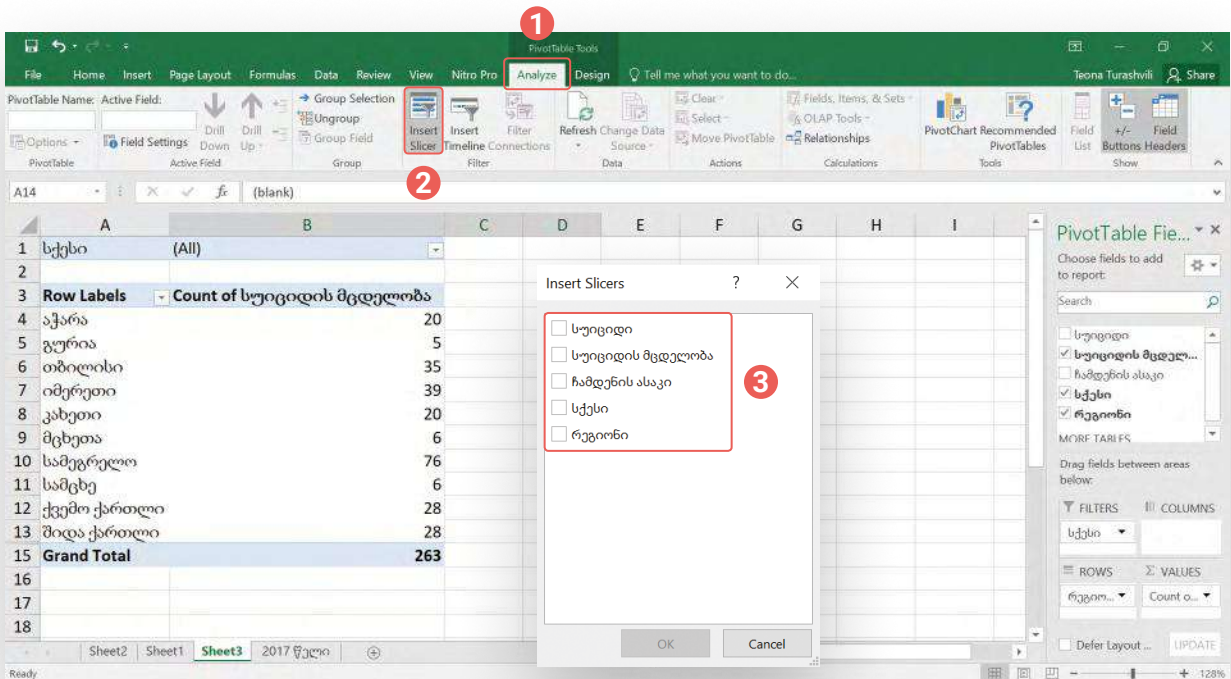 1
PivotTable Tools
File Home Insert Page Layout Formulas Data Review View Nitro Pro Analyze Design Tell me what you want to do... Teona Turashvili Share
PivotTable Name: Active Field:
Options Field Settings
Drill Down Drill Up
PivotTable Active Field
Group Selection
Ungroup
Group Field
Group
Insert Slicer Insert Timeline Filter Connections
Filter
Refresh Change Data Source
Data
Clear
Select
Move PivotTable
Actions
Fields, Items, & Sets
OLAP Tools
Relationships
Calculations
PivotChart Recommended PivotTables
Tools
Field List +/- Buttons Field Headers
Show
2
A14 fx (blank)
A B C D E F G H I
1 სქესი (All)
2
3 Row Labels Count of სუიციდის მცდელობა
4 აჭარა 20
5 გურია 5
6 თბილისი 35
7 იმერეთი 39
8 კახეთი 20
9 მცხეთა 6
10 სამეგრელო 76
11 სამცხე 6
12 ქვემო ქართლი 28
13 შიდა ქართლი 28
15 Grand Total 263
16
17
18
Insert Slicers ?
სუიციდი
სუიციდის მცდელობა
ჩამდენის ასაკი
სქესი
რეგიონი
3
OK Cancel
PivotTable Fie...
Choose fields to add to report:
Search
სუიციდი
სუიციდის მცდელ...
ჩამდენის ასაკი
სქესი
რეგიონი
MORE TABLES
Drag fields between areas below:
FILTERS COLUMNS
სქესი
ROWS VALUES
რეგიო... Count o...
Defer Layout ... UPDATE
Sheet2 Sheet1 Sheet3 2017 წელი
Ready 128%